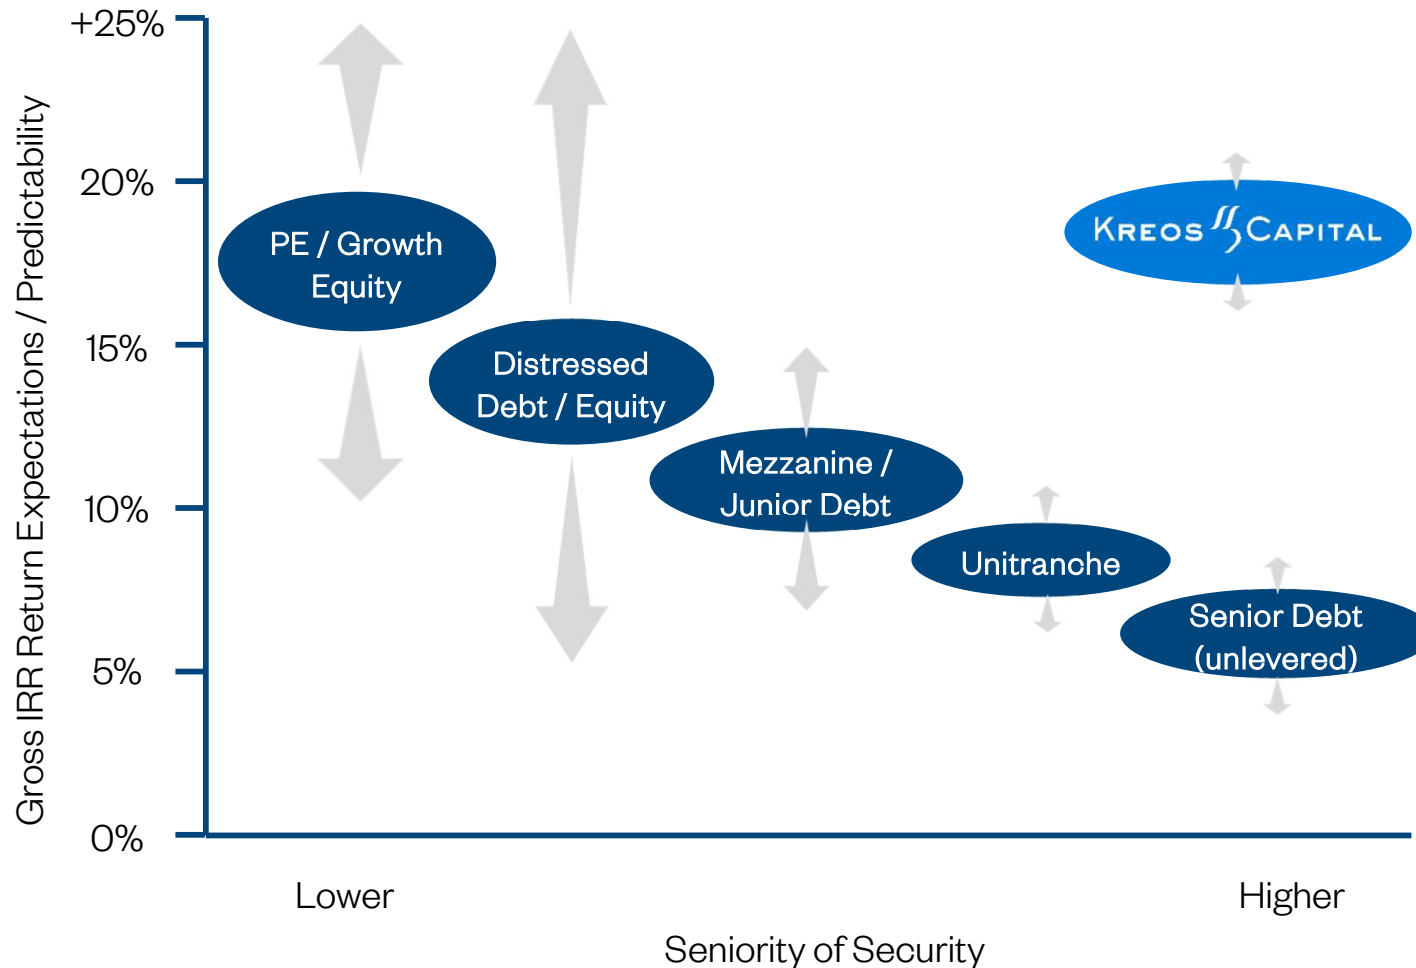 Gross IRR Return Expectations / Predictability
+25%
20%
15%
10%
5%
0%
PE / Growth
Equity
Distressed
Debt / Equity
Mezzanine /
Junior Debt
Unitranche
Senior Debt
(unlevered)
KREOS CAPITAL
Lower
Higher
Seniority of Security